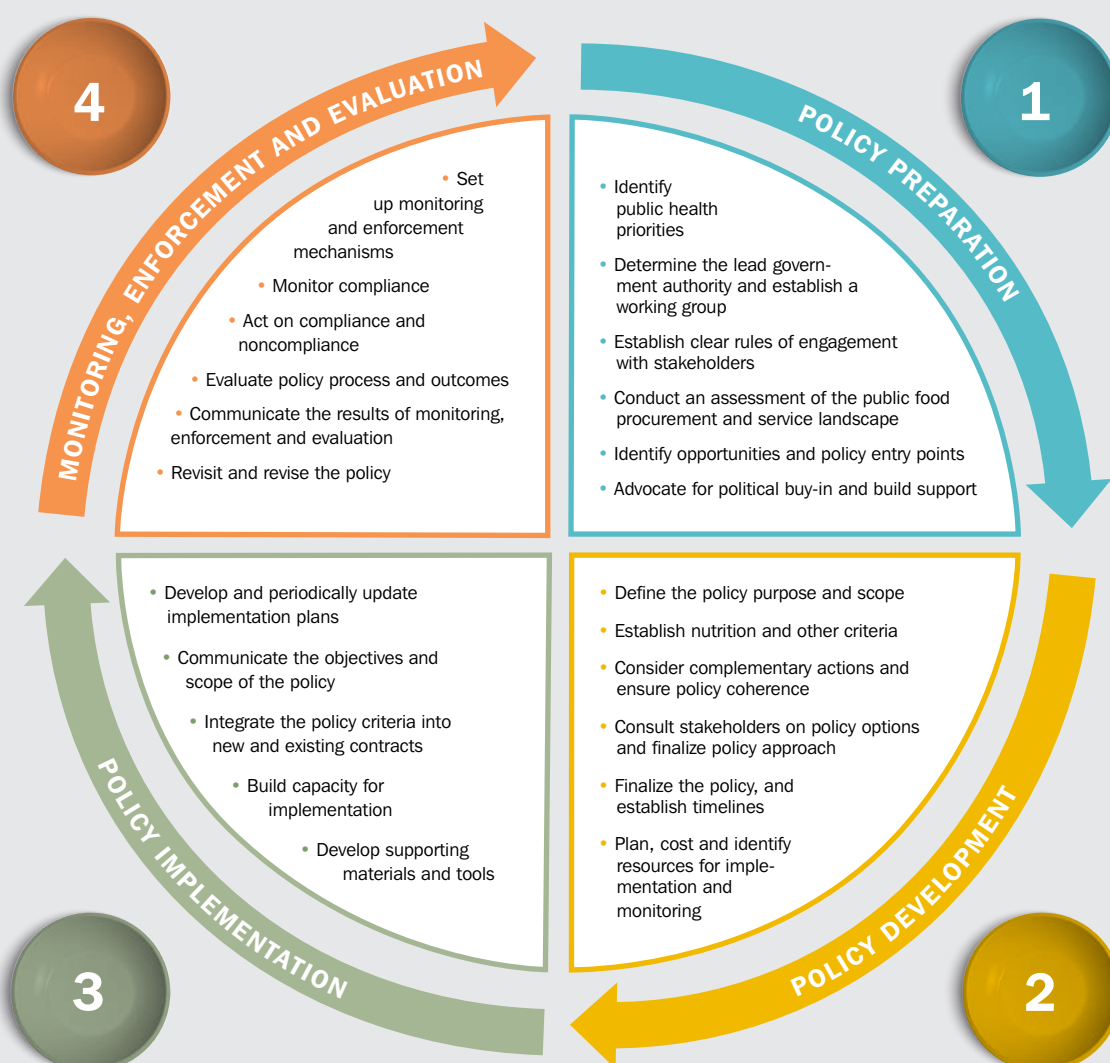 1
POLICY PREPARATION
• Identify
public health
priorities
• Determine the lead govern-
ment authority and establish a
working group
• Establish clear rules of engagement
with stakeholders
• Conduct an assessment of the public food
procurement and service landscape
• Identify opportunities and policy entry points
• Advocate for political buy-in and build support
2
POLICY DEVELOPMENT
• Define the policy purpose and scope
• Establish nutrition and other criteria
• Consider complementary actions and
ensure policy coherence
• Consult stakeholders on policy options
and finalize policy approach
• Finalize the policy, and
establish timelines
• Plan, cost and identify
resources for imple-
mentation and
monitoring
3
POLICY IMPLEMENTATION
• Develop and periodically update
implementation plans
• Communicate the objectives and
scope of the policy
• Integrate the policy criteria into
new and existing contracts
• Build capacity for
implementation
• Develop supporting
materials and tools
4
MONITORING, ENFORCEMENT AND EVALUATION
• Set
up monitoring
and enforcement
mechanisms
• Monitor compliance
• Act on compliance and
noncompliance
• Evaluate policy process and outcomes
• Communicate the results of monitoring,
enforcement and evaluation
• Revisit and revise the policy